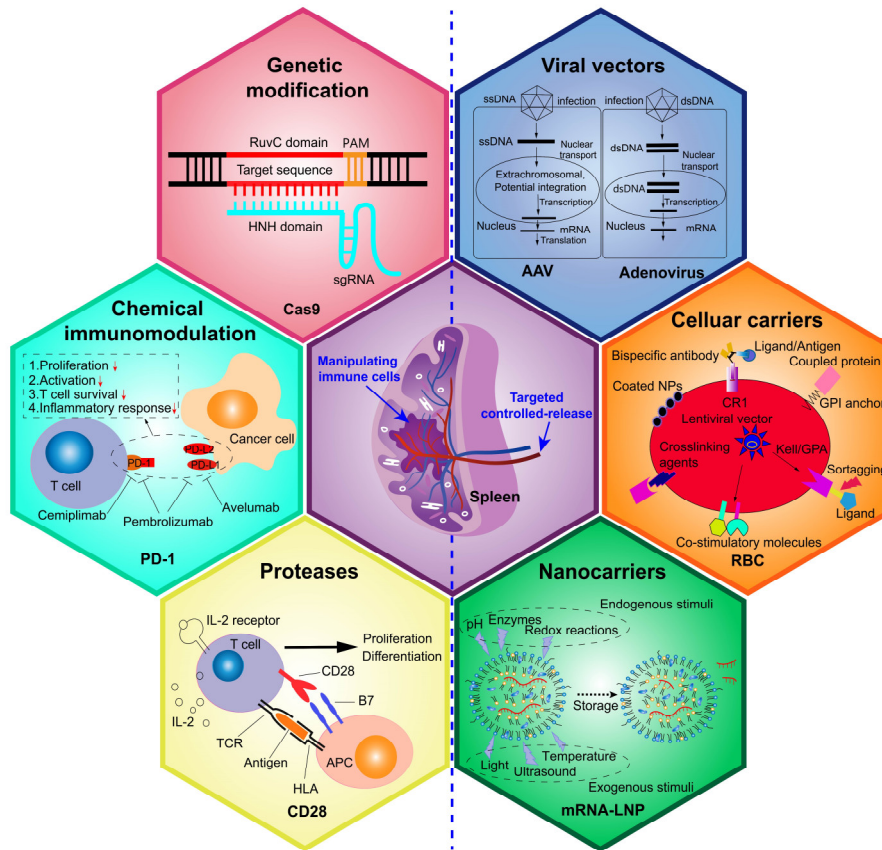 Genetic
modification
RuvC domain
PAM
Target sequence
HNH domain
sgRNA
Cas9
Viral vectors
ssDNA
infection
infection
dsDNA
ssDNA
Nuclear
transport
Extrachromosomal,
Potential integration
Transcription
Nucleus
mRNA
Translation
AAV
dsDNA
Nuclear
transport
dsDNA
Transcription
Nucleus
mRNA
Adenovirus
Chemical
immunomodulation
1.Proliferation
2.Activation
3.T cell survival
4.Inflammatory response
Cancer cell
PD-L2
PD-1
PD-L1
T cell
Cemiplimab
Pembrolizumab
Avelumab
PD-1
Manipulating
immune cells
Targeted
controlled-release
Spleen
Celluar carriers
Bispecific antibody
Ligand/Antigen
Coupled protein
Coated NPs
CR1
GPI anchor
Lentiviral vector
Crosslinking
agents
Kell/GPA
Sortagging
Ligand
Co-stimulatory molecules
RBC
Proteases
IL-2 receptor
T cell
Proliferation
Differentiation
CD28
B7
IL-2
TCR
Antigen
APC
HLA
CD28
Nanocarriers
Endogenous stimuli
pH
Enzymes
Redox reactions
Storage
Light
Ultrasound
Temperature
Exogenous stimuli
mRNA-LNP